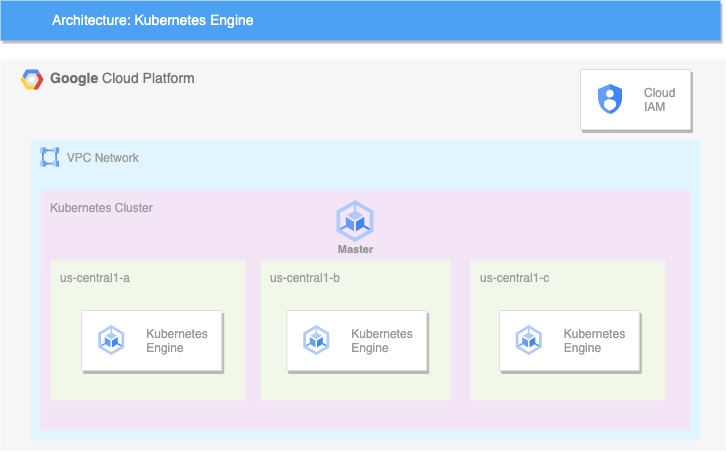 Architecture: Kubernetes Engine
Google Cloud Platform
Cloud
IAM
VPC Network
Kubernetes Cluster
Master
us-central1-a
us-central1-b
us-central1-c
Kubernetes
Engine
Kubernetes
Engine
Kubernetes
Engine